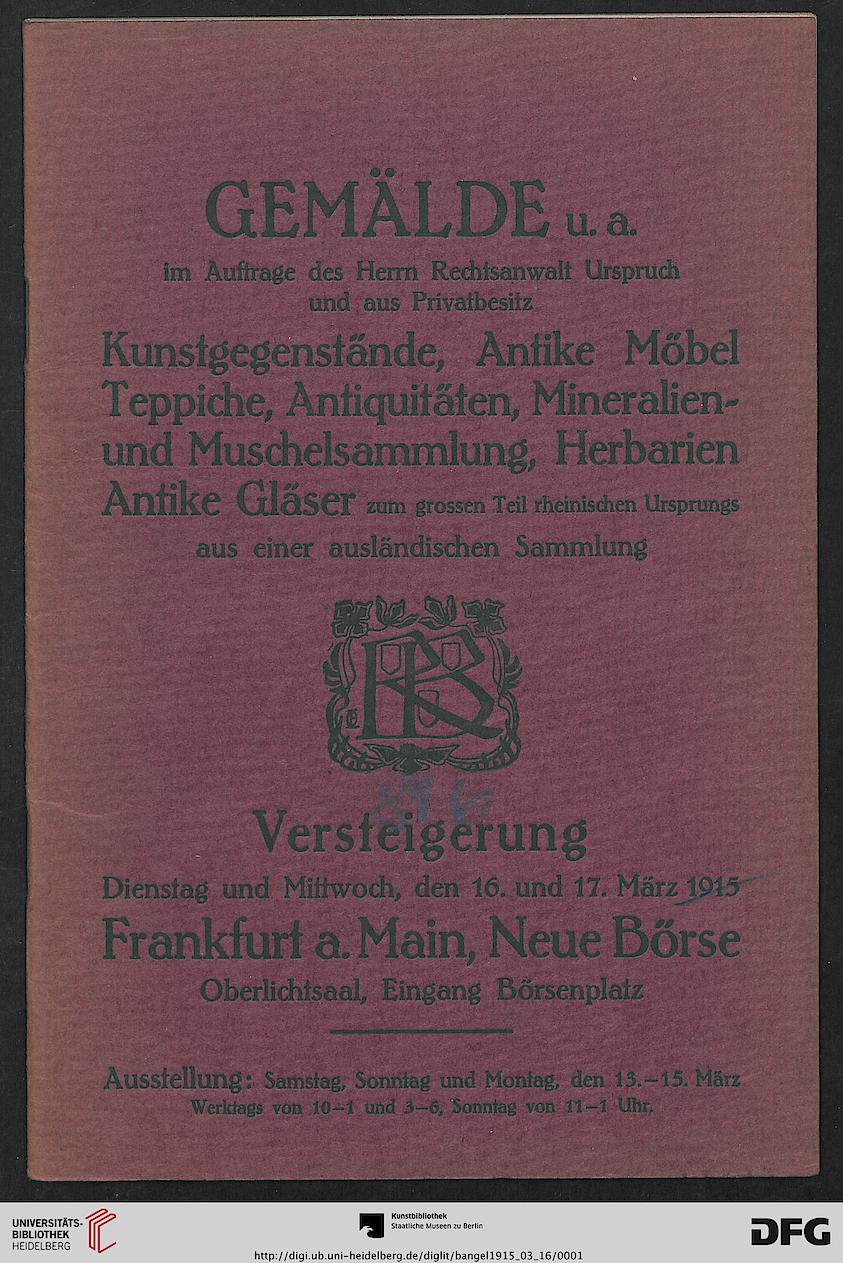 GEMÄLDE u. a.
im Auftrage des Herrn Rechtsanwalt Urspruch
und aus Privatbesitz
Kunstgegenstände, Antike Möbel
Teppiche, Antiquitäten, Mineralien-
und Muschelsammlung, Herbarien
Antike Gläser zum grossen Teil rheinischen Ursprungs
aus einer ausländischen Sammlung
RB
896
Versteigerung
Dienstag und Mittwoch, den 16. und 17. März 1915
Frankfurt a. Main, Neue Börse
Oberlichtsaal, Eingang Börsenplatz
Ausstellung: Samstag, Sonntag und Montag, den 13.—15. März
Werktags von 10—1 und 3—6, Sonntag von 11—1 Uhr.
UNIVERSITÄTS-
BIBLIOTHEK
HEIDELBERG
Kunstbibliothek
Staatliche Museen zu Berlin
DFG
http://digi.ub.uni-heidelberg.de/diglit/bangel1915_03_16/0001